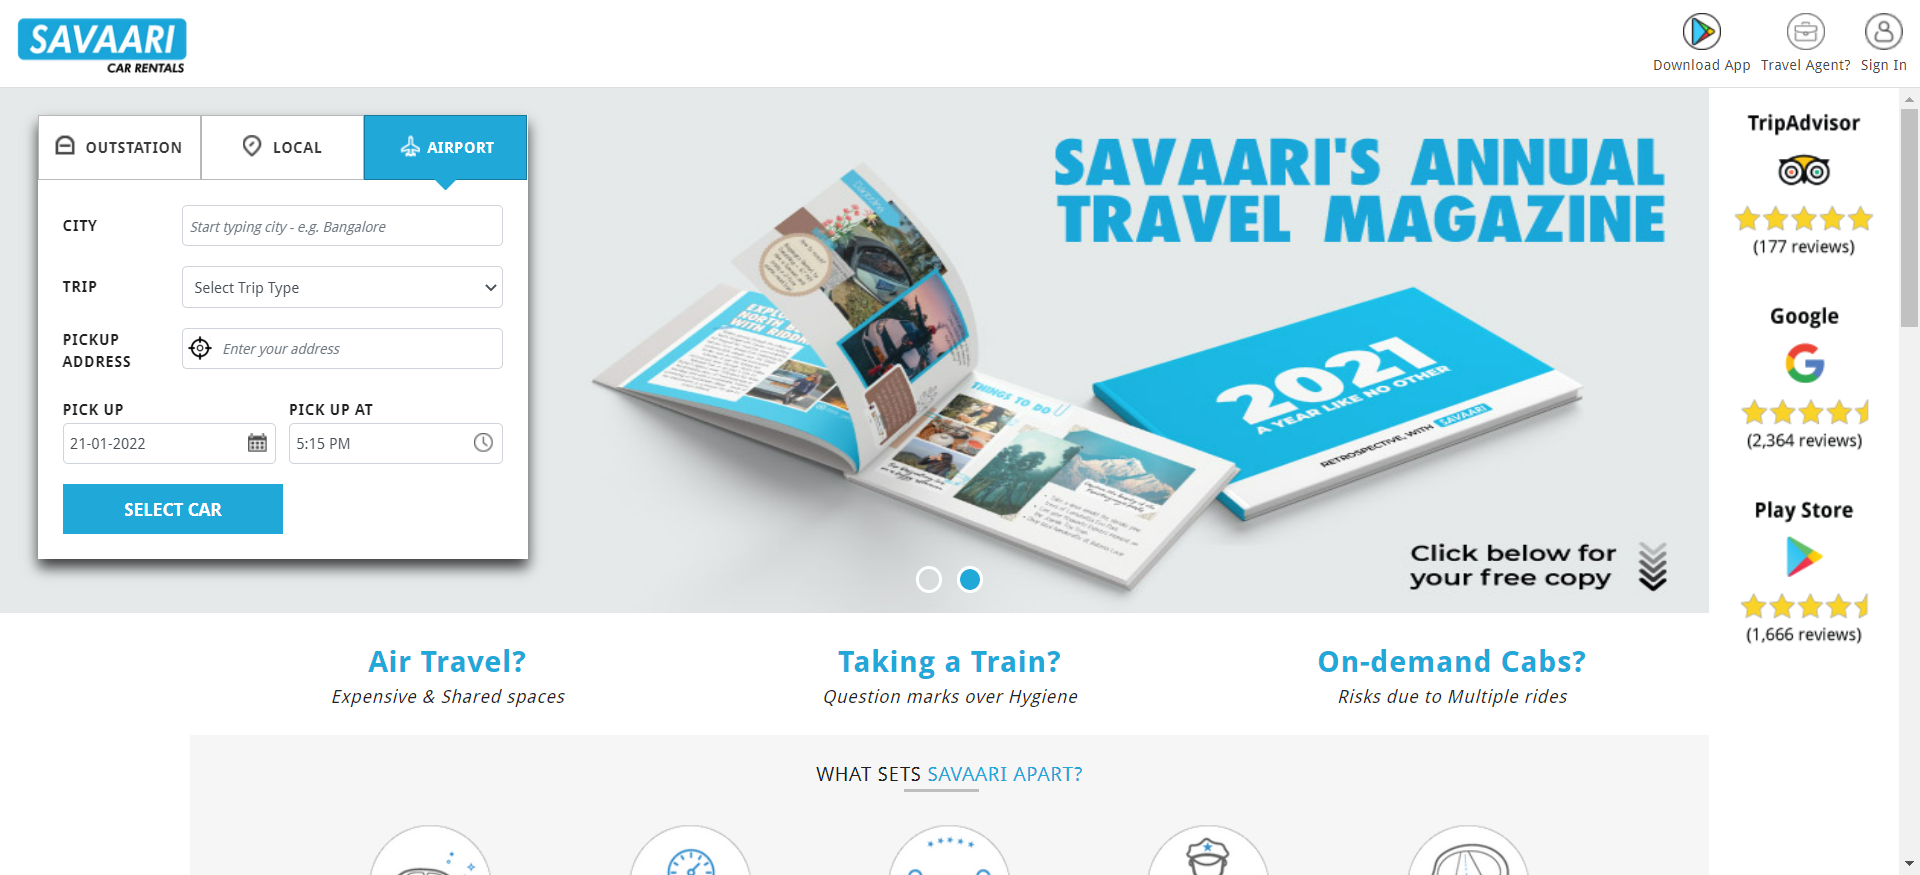 SAVAARI
CAR RENTALS
Download App
Travel Agent?
Sign In
OUTSTATION
LOCAL
AIRPORT
CITY
Start typing city - e.g. Bangalore
TRIP
Select Trip Type
PICKUP
ADDRESS
Enter your address
PICK UP
PICK UP AT
21-01-2022
5:15 PM
SELECT CAR
SAVAARI'S ANNUAL
TRAVEL MAGAZINE
THINGS TO DO
2021
A YEAR LIKE NO OTHER
RETROSPECTIVE, WITH SAVAARI
Click below for
your free copy
TripAdvisor
(177 reviews)
Google
(2,364 reviews)
Play Store
(1,666 reviews)
Air Travel?
Expensive & Shared spaces
Taking a Train?
Question marks over Hygiene
On-demand Cabs?
Risks due to Multiple rides
WHAT SETS SAVAARI APART?